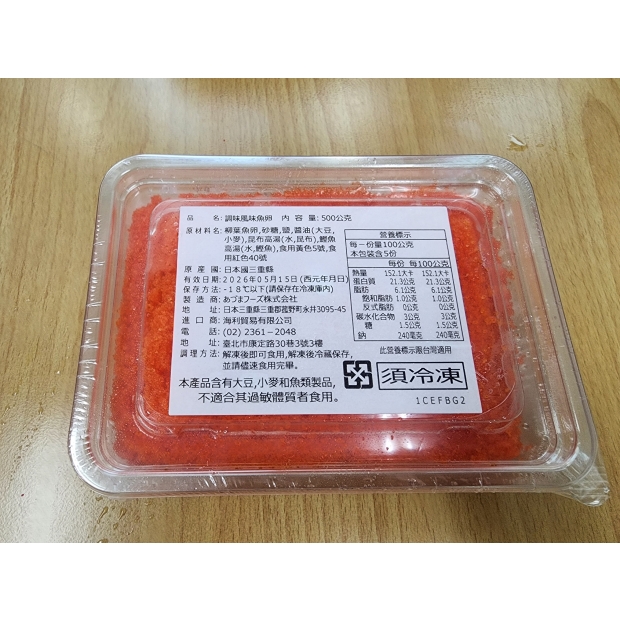 品 名: 調味風味魚卵 內 容 量: 500公克
原材料名: 柳葉魚卵,砂糖,鹽,醬油(大豆,
小麥),昆布高湯(水,昆布),鰹魚
高湯(水,鰹魚),食用黃色5號,食
用紅色40號
原 產 國: 日本國三重縣
有效日期: 2026年05月15日(西元年月日)
保存方法: -18℃以下(請保存在冷凍庫內)
製 造 商: あづまフーズ株式会社
地 址: 日本三重縣三重郡菰野町永井3095-45
進 口 商: 海利貿易有限公司
電 話: (02) 2361-2048
地 址: 臺北市康定路30巷3號3樓
調理方法: 解凍後即可食用,解凍後冷藏保存,
並請儘速食用完畢。
本產品含有大豆,小麥和魚類製品,
不適合其過敏體質者食用。
營養標示
每一份量100公克
本包裝含5份
每份 每100公克
熱量 152.1大卡 152.1大卡
蛋白質 21.3公克 21.3公克
脂肪 6.1公克 6.1公克
飽和脂肪 1.0公克 1.0公克
反式脂肪 0公克 0公克
碳水化合物 3公克 3公克
糖 1.5公克 1.5公克
鈉 240毫克 240毫克
此營養標示限台灣適用
須冷凍
1CEFBG2